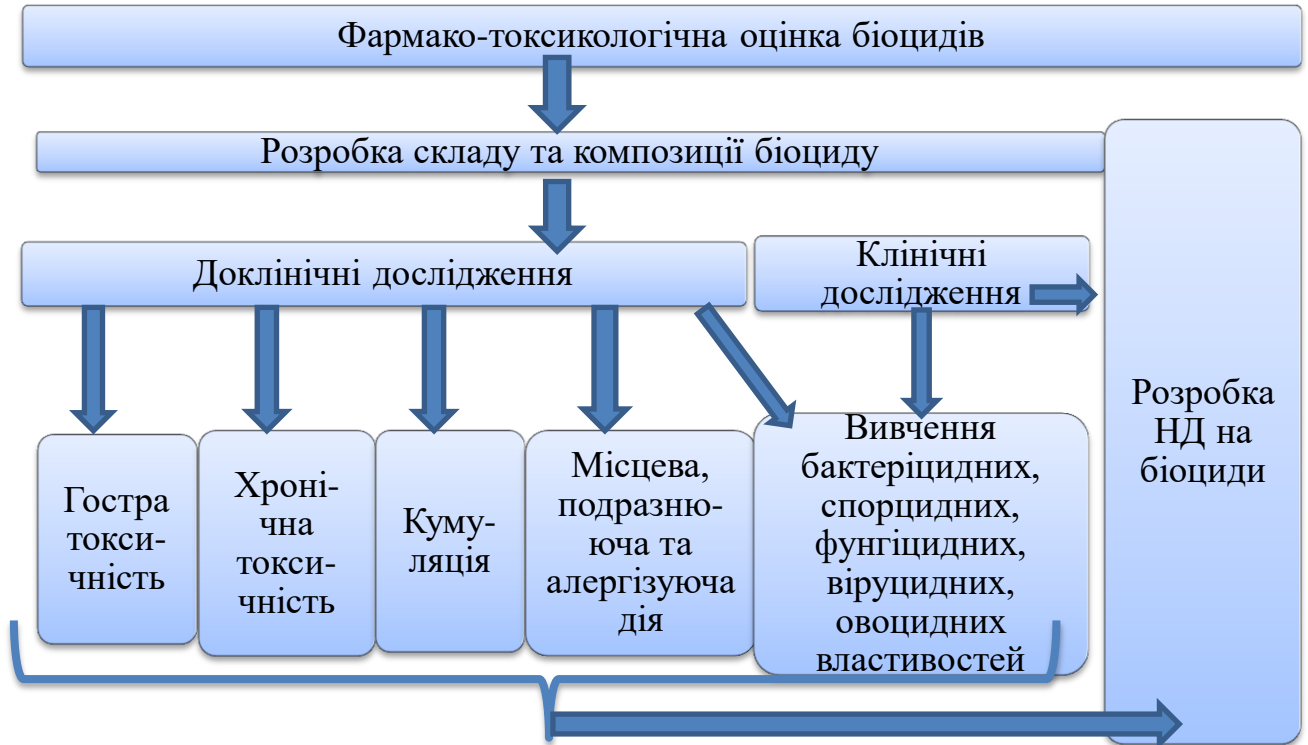 Фармако-токсикологічна оцінка біоцидів
Розробка складу та композиції біоциду
Доклінічні дослідження
Клінічні
дослідження
Гостра
токси-
чність
Хроні-
чна
токси-
чність
Куму-
ляція
Місцева,
подразню-
юча та
алергізуюча
дія
Вивчення
бактеріцидних,
спорцидних,
фунгіцидних,
віруцидних,
овоцидних
властивостей
Розробка
НД на
біоциди